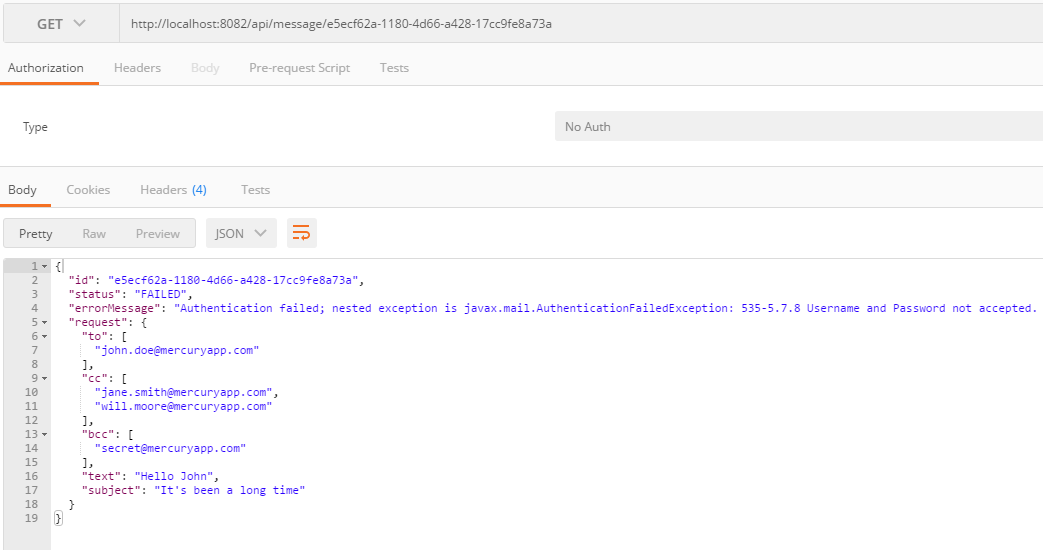 GET http://localhost:8082/api/message/e5ecf62a-1180-4d66-a428-17cc9fe8a73a
Authorization Headers Body Pre-request Script Tests
Type No Auth
Body Cookies Headers (4) Tests
Pretty Raw Preview JSON
1 {
2 "id": "e5ecf62a-1180-4d66-a428-17cc9fe8a73a",
3 "status": "FAILED",
4 "errorMessage": "Authentication failed; nested exception is javax.mail.AuthenticationFailedException: 535-5.7.8 Username and Password not accepted.
5 "request": {
6 "to": [
7 "john.doe@mercuryapp.com"
8 ],
9 "cc": [
10 "jane.smith@mercuryapp.com",
11 "will.moore@mercuryapp.com"
12 ],
13 "bcc": [
14 "secret@mercuryapp.com"
15 ],
16 "text": "Hello John",
17 "subject": "It's been a long time"
18 }
19 }